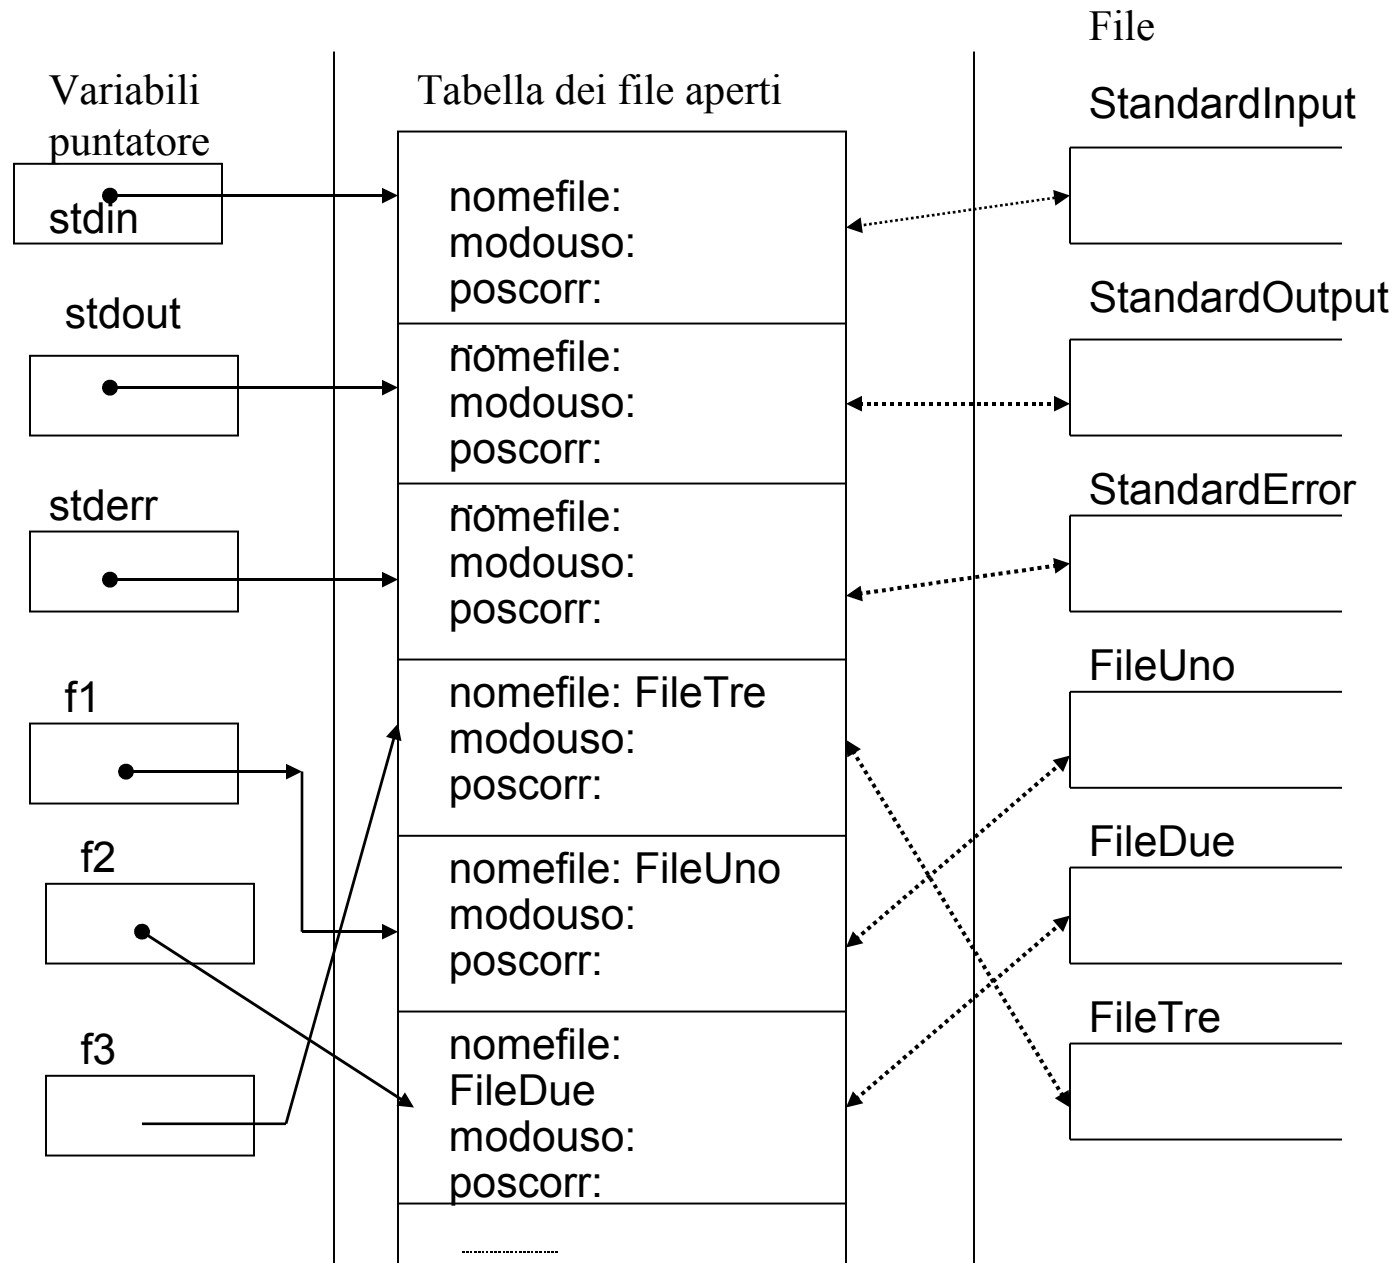 File
Variabili
puntatore
Tabella dei file aperti
StandardInput
stdin
nomefile:
modouso:
poscorr:
StandardOutput
stdout
.....
nomefile:
modouso:
poscorr:
StandardError
stderr
.....
nomefile:
modouso:
poscorr:
FileUno
f1
nomefile: FileTre
modouso:
poscorr:
FileDue
f2
nomefile: FileUno
modouso:
poscorr:
FileTre
f3
nomefile:
FileDue
modouso:
poscorr: